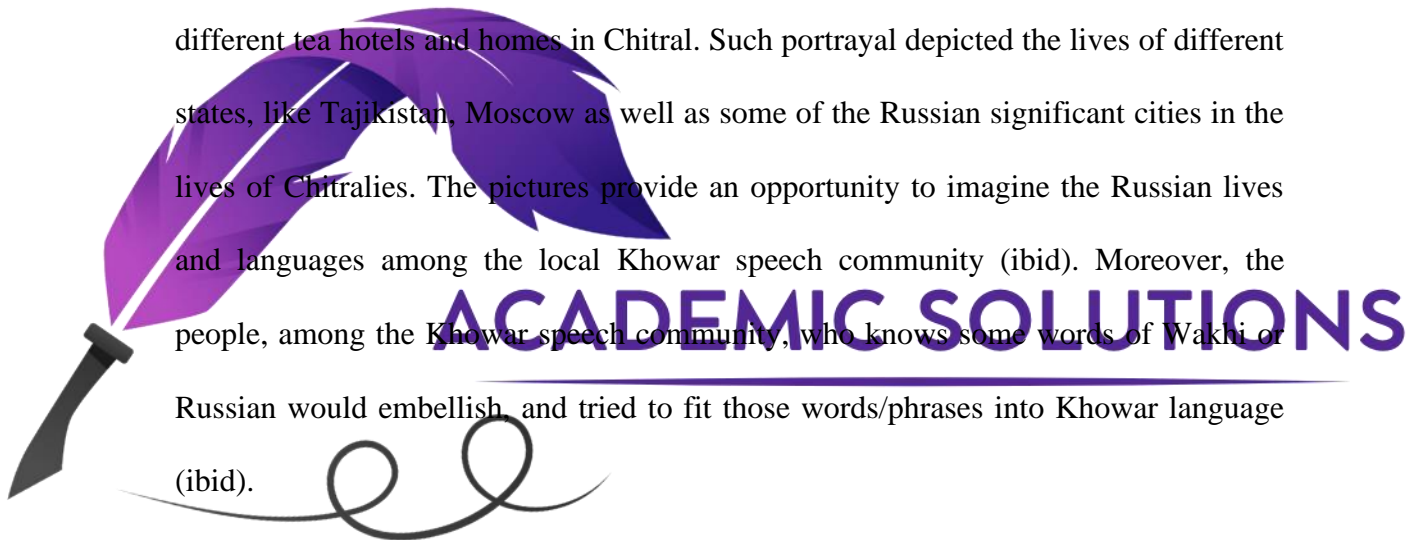 different tea hotels and homes in Chitral. Such portrayal depicted the lives of different
states, like Tajikistan, Moscow as well as some of the Russian significant cities in the
lives of Chitralies. The pictures provide an opportunity to imagine the Russian lives
and languages among the local Khowar speech community (ibid). Moreover, the
ACADEMIC SOLUTIONS
people, among the Khowar speech community, who knows some words of Wakhi or
Russian would embellish, and tried to fit those words/phrases into Khowar language
(ibid).